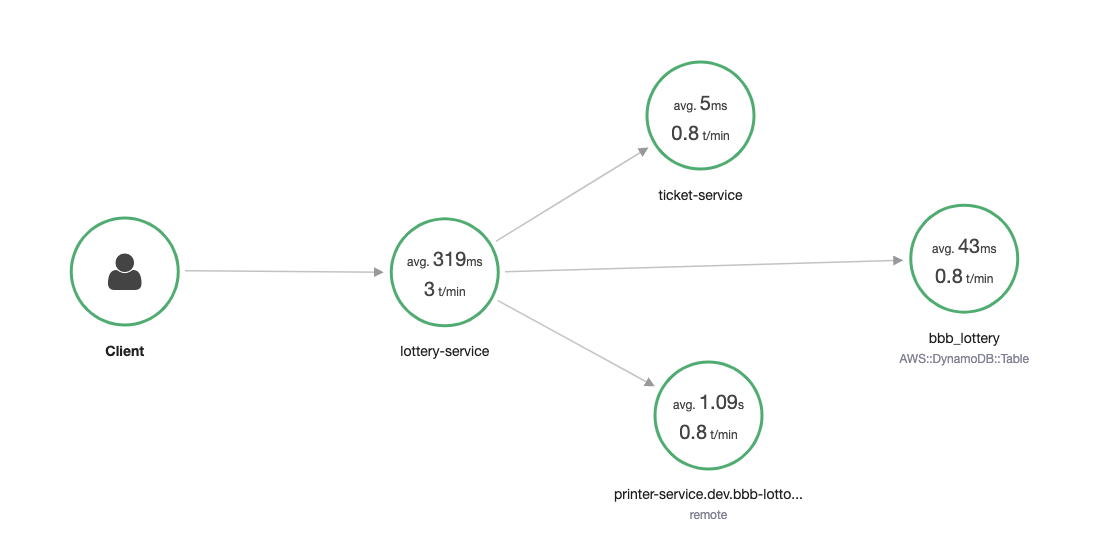 avg. 5ms
0.8 t/min
ticket-service
Client
avg. 319ms
3 t/min
lottery-service
avg. 43ms
0.8 t/min
bbb_lottery
AWS::DynamoDB::Table
avg. 1.09s
0.8 t/min
printer-service.dev.bbb-lotto...
remote